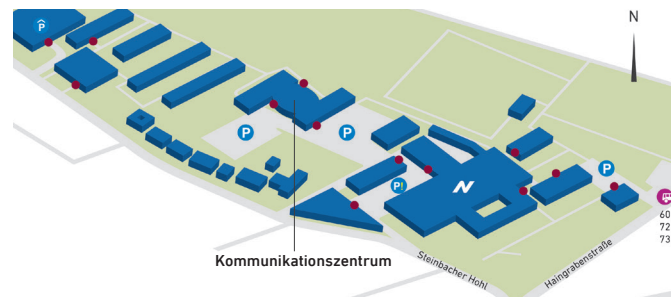 N
P
P
P
P
P!
N
60
72
73
Kommunikationszentrum
Steinbacher Hohl
Haingrabenstraße